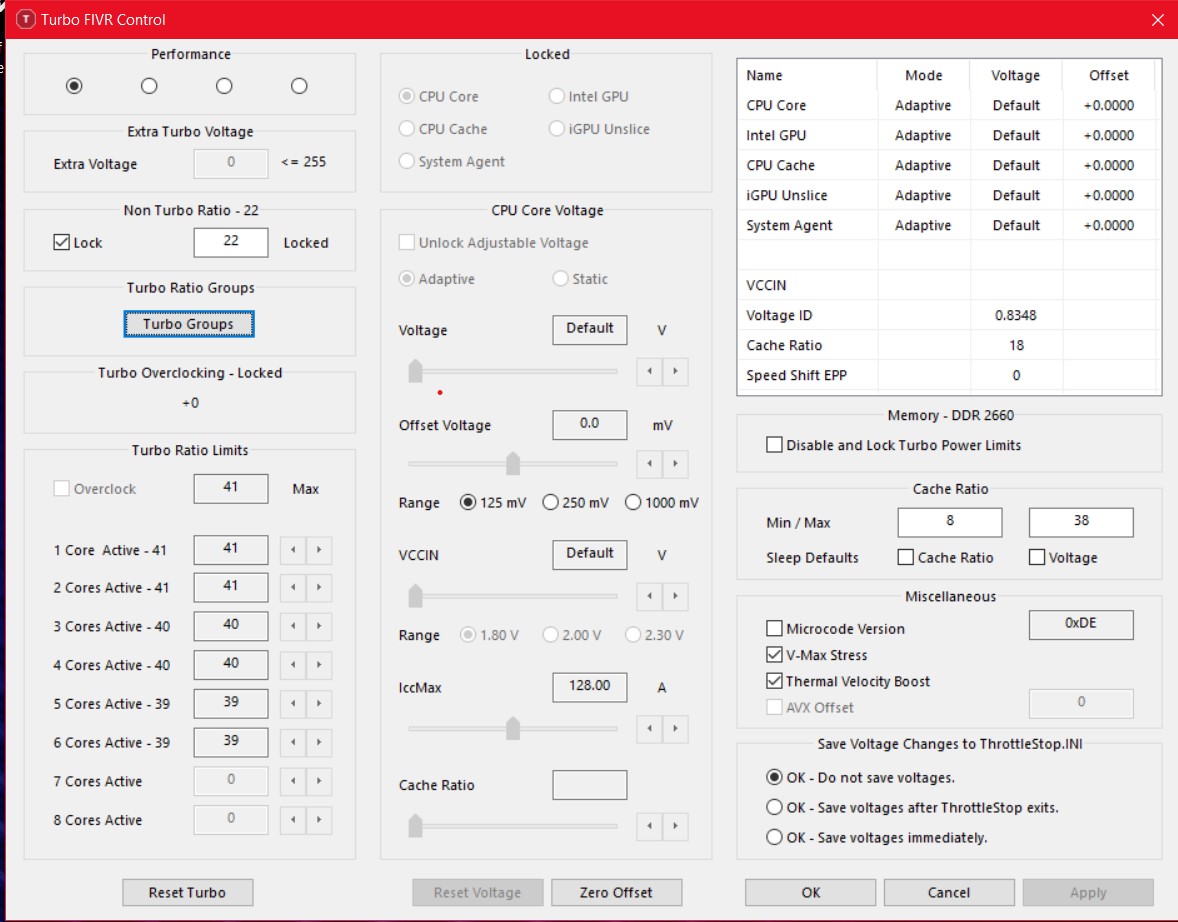 T Turbo FIVR Control
Performance
Extra Turbo Voltage
Extra Voltage 0 <= 255
Non Turbo Ratio - 22
Lock 22 Locked
Turbo Ratio Groups
Turbo Groups
Turbo Overclocking - Locked
+0
Turbo Ratio Limits
Overclock 41 Max
1 Core Active - 41 41
2 Cores Active - 41 41
3 Cores Active - 40 40
4 Cores Active - 40 40
5 Cores Active - 39 39
6 Cores Active - 39 39
7 Cores Active 0
8 Cores Active 0
Reset Turbo
Locked
CPU Core Intel GPU
CPU Cache iGPU Unslice
System Agent
CPU Core Voltage
Unlock Adjustable Voltage
Adaptive Static
Voltage Default V
Offset Voltage 0.0 mV
Range 125 mV 250 mV 1000 mV
VCCIN Default V
Range 1.80 V 2.00 V 2.30 V
IccMax 128.00 A
Cache Ratio
Reset Voltage Zero Offset
Name Mode Voltage Offset
CPU Core Adaptive Default +0.0000
Intel GPU Adaptive Default +0.0000
CPU Cache Adaptive Default +0.0000
iGPU Unslice Adaptive Default +0.0000
System Agent Adaptive Default +0.0000
VCCIN
Voltage ID 0.8348
Cache Ratio 18
Speed Shift EPP 0
Memory - DDR 2660
Disable and Lock Turbo Power Limits
Cache Ratio
Min / Max 8 38
Sleep Defaults Cache Ratio Voltage
Miscellaneous
Microcode Version 0xDE
V-Max Stress
Thermal Velocity Boost
AVX Offset 0
Save Voltage Changes to ThrottleStop.INI
OK - Do not save voltages.
OK - Save voltages after ThrottleStop exits.
OK - Save voltages immediately.
OK Cancel Apply